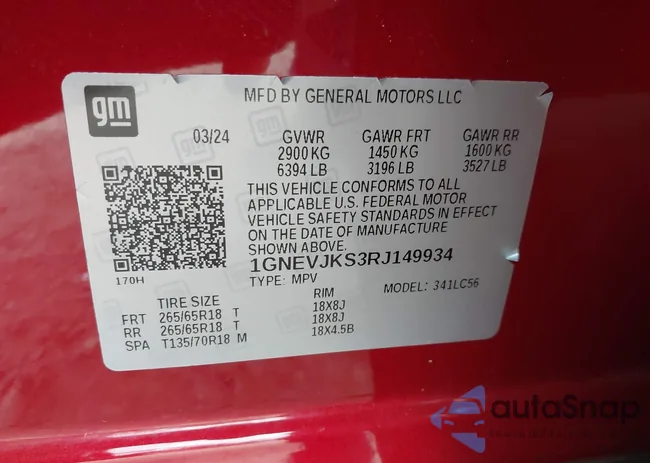 gm
MFD BY GENERAL MOTORS LLC
03/24 GVWR GAWR FRT GAWR RR
2900 KG 1450 KG 1600 KG
6394 LB 3196 LB 3527 LB
THIS VEHICLE CONFORMS TO ALL
APPLICABLE U.S. FEDERAL MOTOR
VEHICLE SAFETY STANDARDS IN EFFECT
ON THE DATE OF MANUFACTURE
SHOWN ABOVE.
1GNEVJKS3RJ149934
170H TYPE: MPV MODEL: 341LC56
TIRE SIZE RIM
FRT 265/65R18 T 18X8J
RR 265/65R18 T 18X8J
SPA T135/70R18 M 18X4.5B
autoSnap